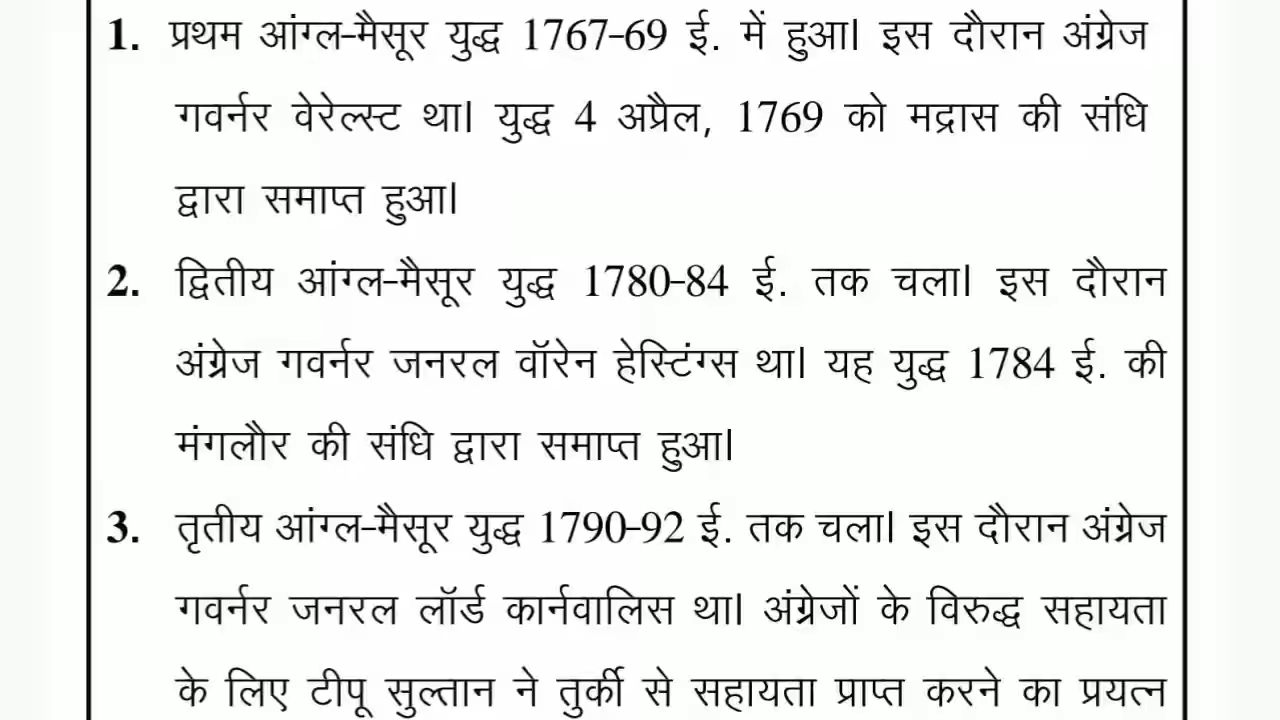 1. प्रथम आंग्ल-मैसूर युद्ध 1767-69 ई. में हुआ। इस दौरान अंग्रेज
गवर्नर वेरेल्स्ट था। युद्ध 4 अप्रैल, 1769 को मद्रास की संधि
द्वारा समाप्त हुआ।
2. द्वितीय आंग्ल-मैसूर युद्ध 1780-84 ई. तक चला। इस दौरान
अंग्रेज गवर्नर जनरल वॉरेन हेस्टिंग्स था। यह युद्ध 1784 ई. की
मंगलौर की संधि द्वारा समाप्त हुआ।
3. तृतीय आंग्ल-मैसूर युद्ध 1790-92 ई. तक चला। इस दौरान अंग्रेज
गवर्नर जनरल लॉर्ड कार्नवालिस था। अंग्रेजों के विरुद्ध सहायता
के लिए टीपू सुल्तान ने तुर्की से सहायता प्राप्त करने का प्रयत्न